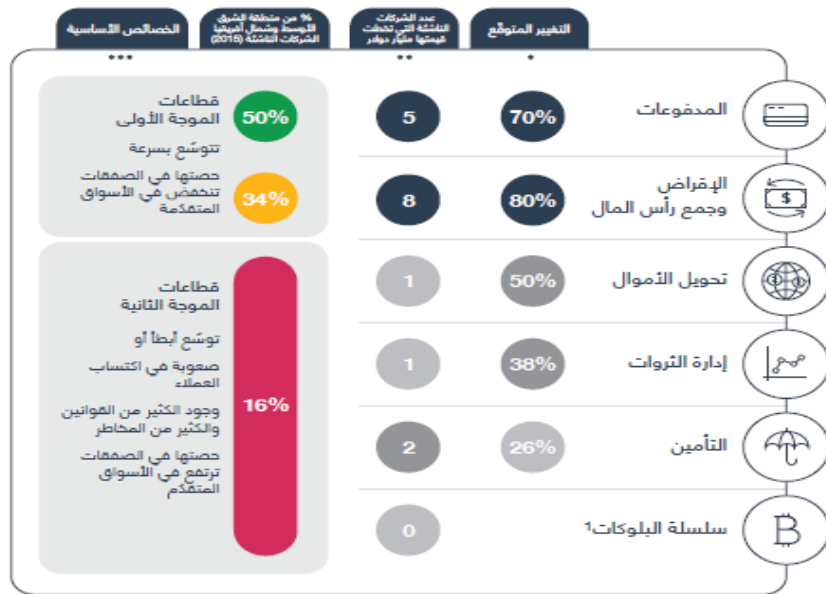 التغيير المتوقّع
*
عدد الشركات
الناشئة التي تخطت
قيمتها مليار دولار
**
% من منطقة الشرق
الأوسط وشمال أفريقيا
الشركات الناشئة (2015)
الخصائص الأساسية
***
المدفوعات
70%
5
50%
قطاعات
الموجة الأولى
تتوسّع بسرعة
حصتها في الصفقات
تنخفض في الأسواق
المتقدّمة
الإقراض
وجمع رأس المال
$
80%
8
34%
تحويل الأموال
50%
1
قطاعات
الموجة الثانية
توسّع أبطأ أو
صعوبة في اكتساب
العملاء
وجود الكثير من القوانين
والكثير من المخاطر
حصتها في الصفقات
ترتفع في الأسواق
المتقدّم
16%
إدارة الثروات
38%
1
التأمين
26%
2
سلسلة البلوكات¹
0